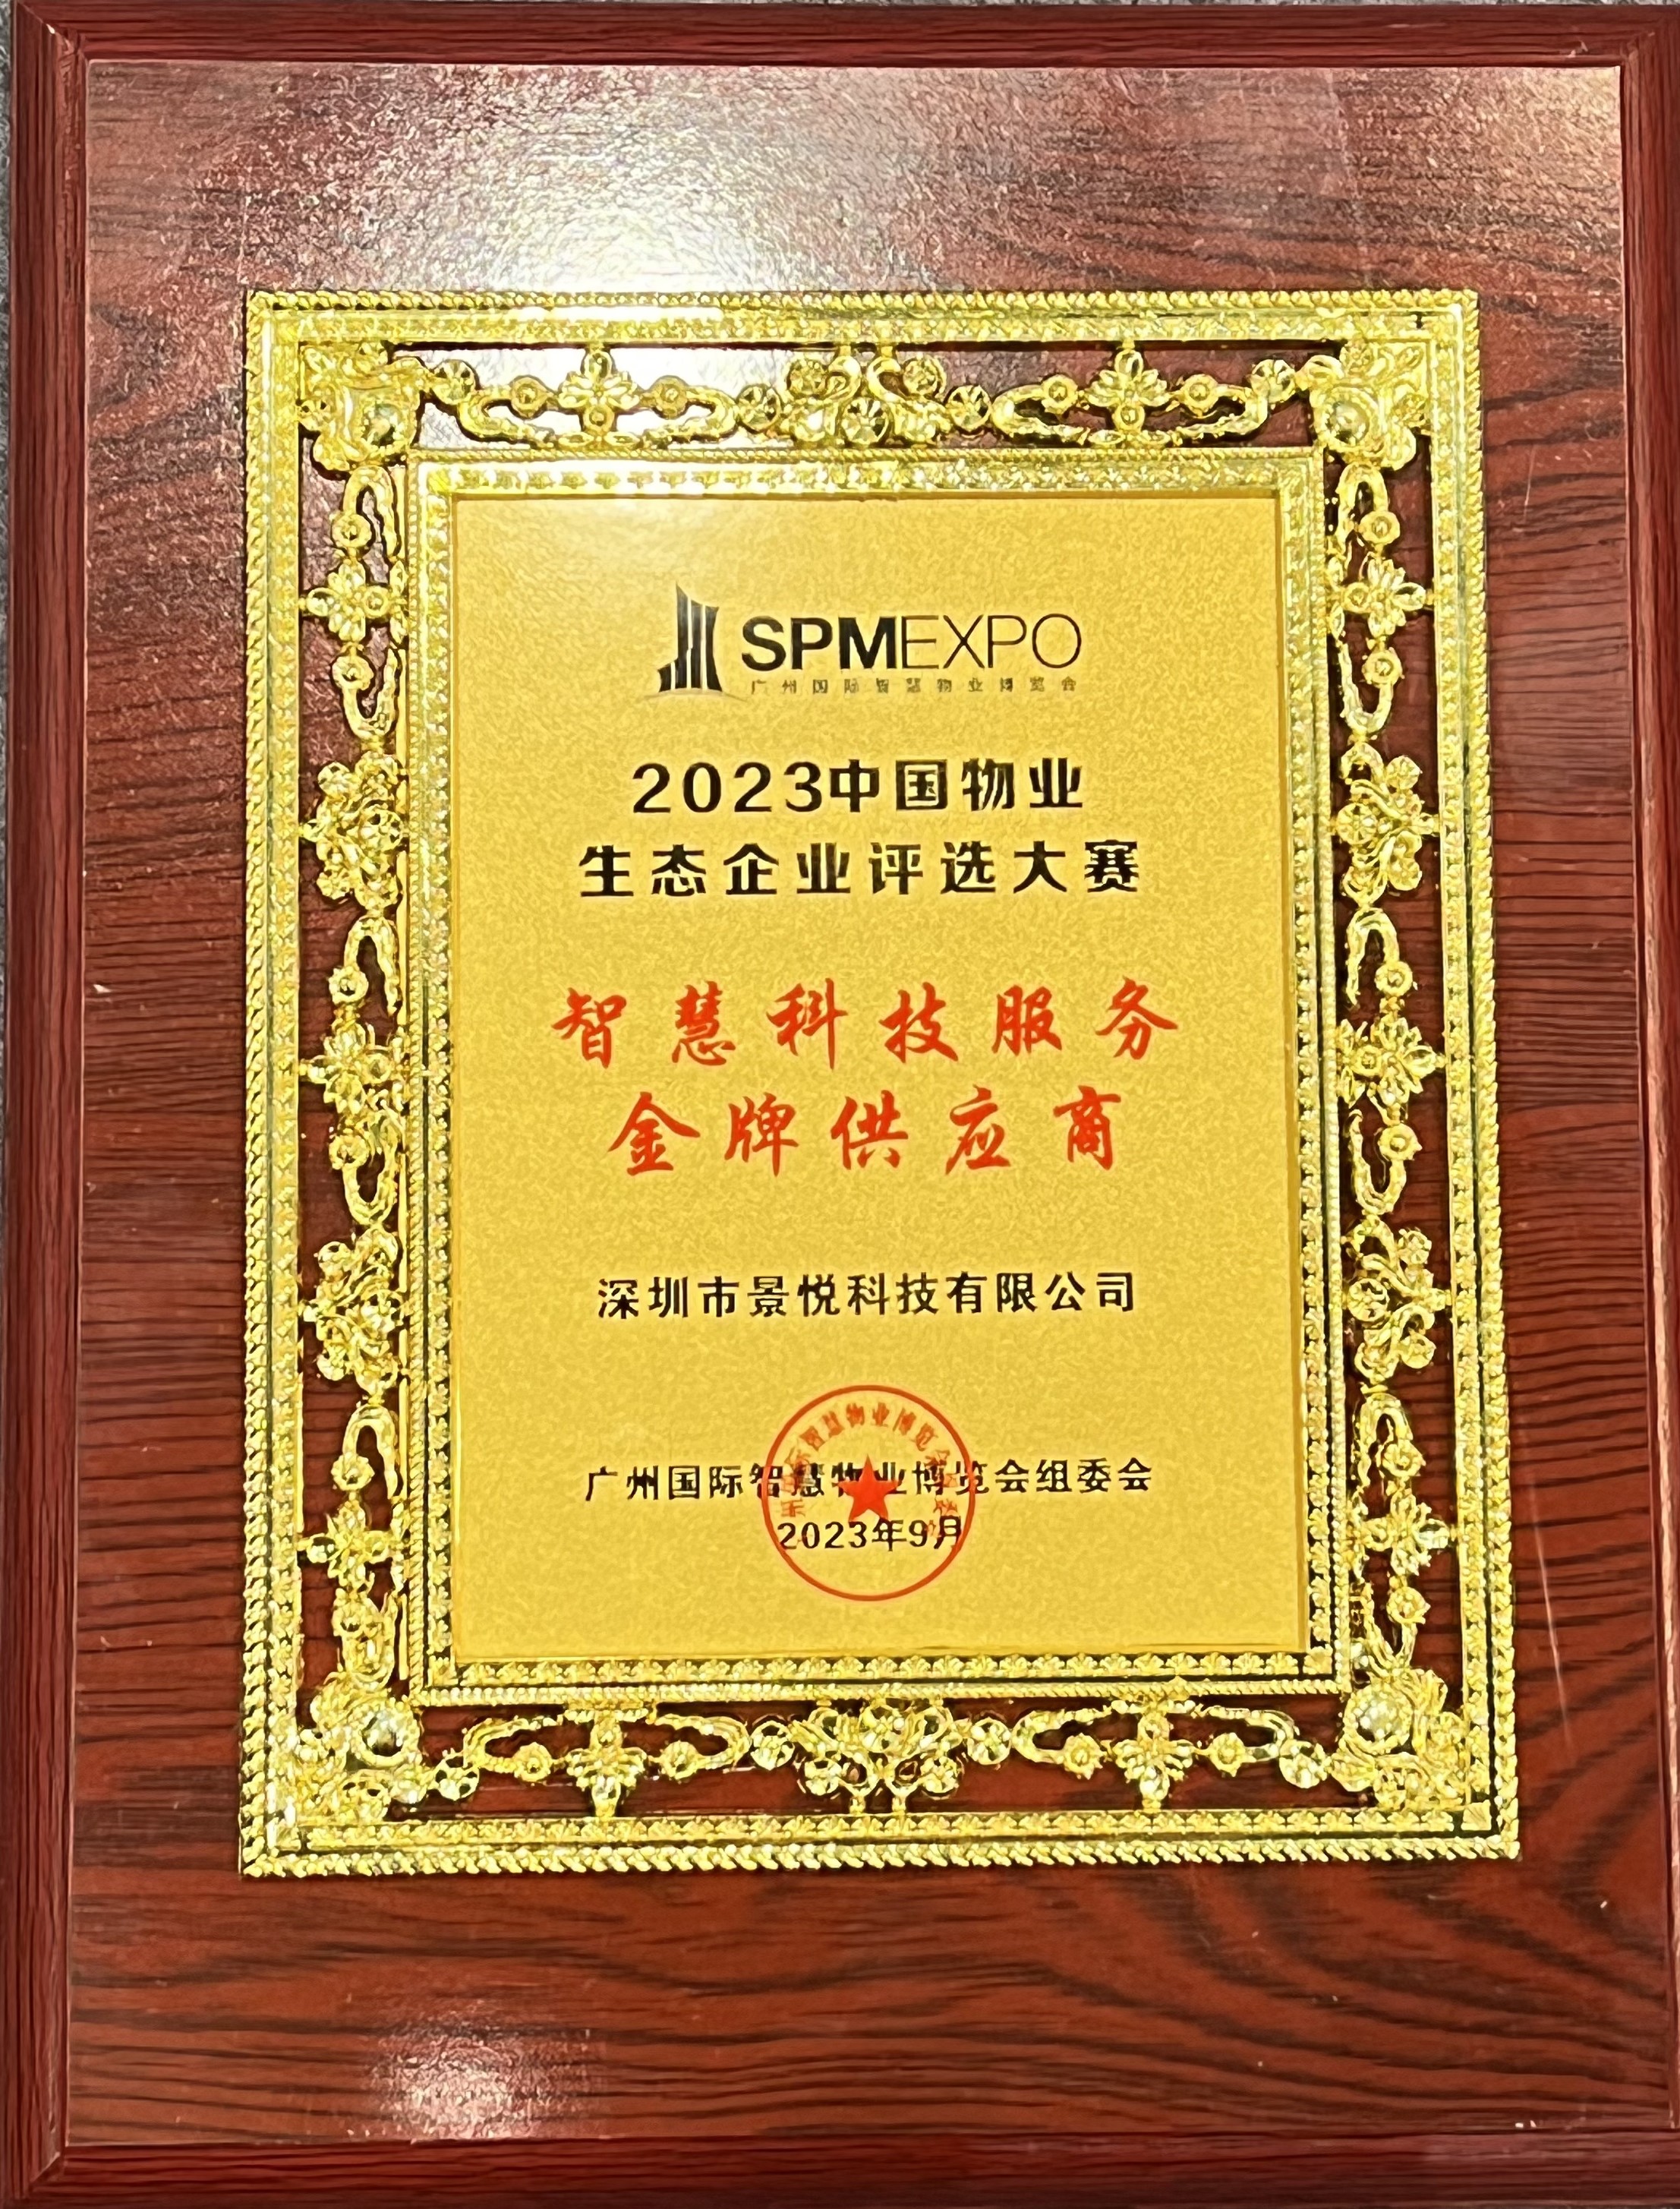 SPMEXPO
广州国际智慧物业博览会
2023中国物业
生态企业评选大赛
智慧科技服务
金牌供应商
深圳市景悦科技有限公司
广州国际智慧物业博览会组委会
2023年9月